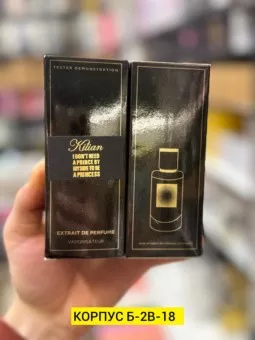 TESTER DEMONSTRATION
Kilian
I DON'T NEED
A PRINCE BY
MY SIDE TO BE
A PRINCESS
EXTRAIT DE PERFUME
VAPORISATEUR
КОРПУС Б-2В-18